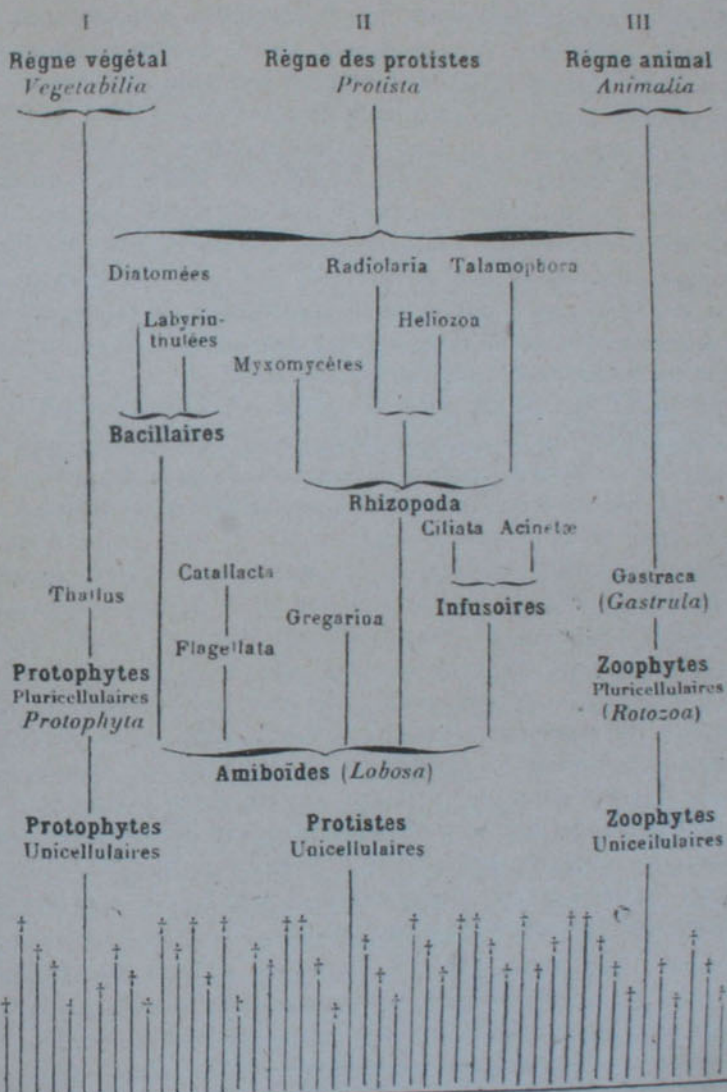 I II III
Règne végétal Règne des protistes Règne animal
Vegetabilia Protista Animalia
Diatomées Radiolaria Talamophora
Labyrin- Heliozoa
thulées
Myxomycètes
Bacillaires
Rhizopoda
Ciliata Acinetæ
Catallacta Gastraca
Thallus (Gastrula)
Gregarina Infusoires
Flagellata
Protophytes Zoophytes
Pluricellulaires Pluricellulaires
Protophyta (Rotozoa)
Amiboïdes (Lobosa)
Protophytes Protistes Zoophytes
Unicellulaires Unicellulaires Unicellulaires